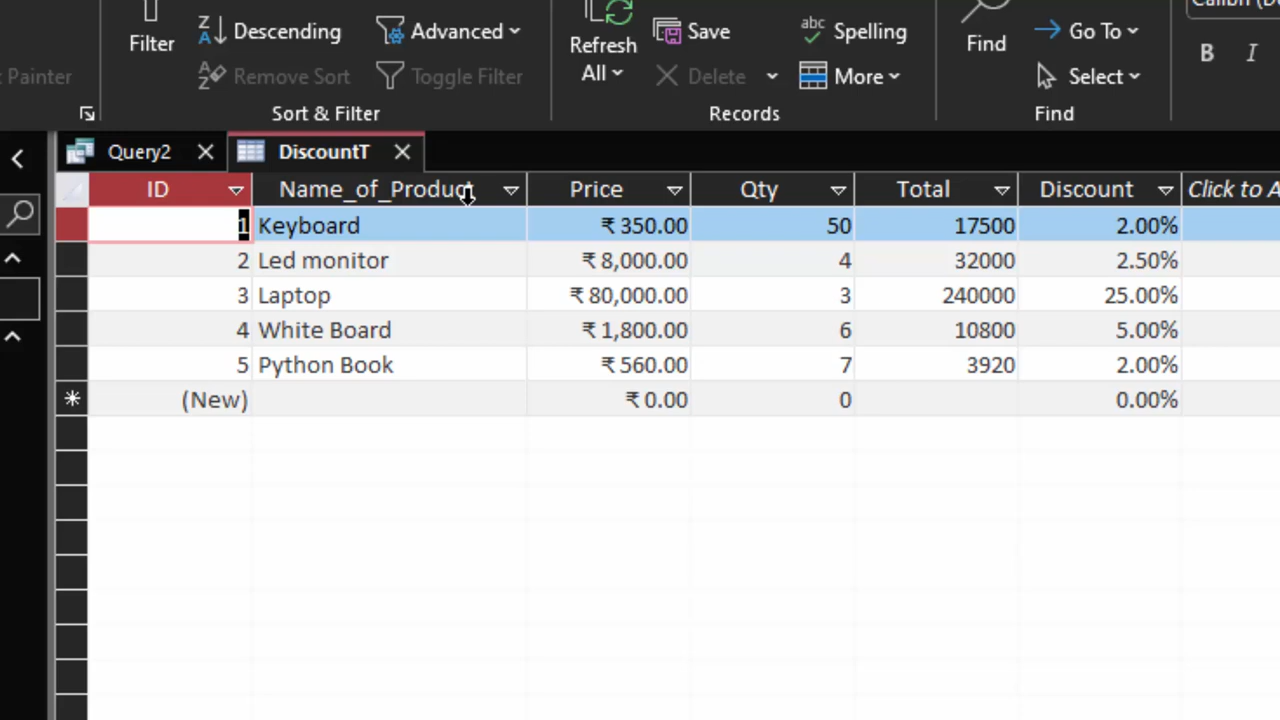 Filter
Descending
Advanced
Remove Sort
Toggle Filter
Sort & Filter
Painter
Refresh
All
Save
Delete
abc
Spelling
More
Records
Find
Go To
Select
Find
B I
Query2
DiscountT
ID Name_of_Product Price Qty Total Discount Click to A
1 Keyboard ₹ 350.00 50 17500 2.00%
2 Led monitor ₹ 8,000.00 4 32000 2.50%
3 Laptop ₹ 80,000.00 3 240000 25.00%
4 White Board ₹ 1,800.00 6 10800 5.00%
5 Python Book ₹ 560.00 7 3920 2.00%
(New) ₹ 0.00 0 0.00%